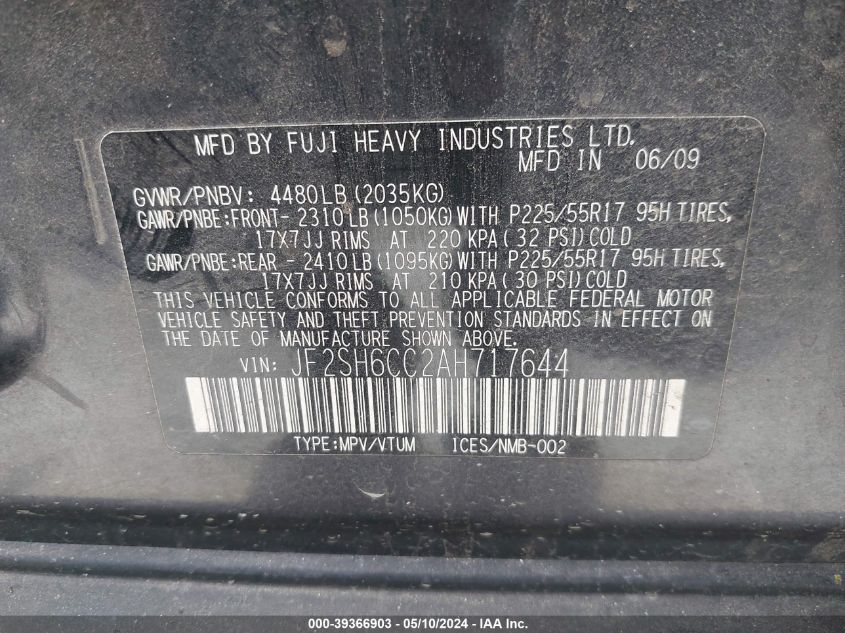 MFD BY FUJI HEAVY INDUSTRIES LTD.
MFD IN 06/09
GVWR/PNBV: 4480LB (2035KG)
GAWR/PNBE:FRONT- 2310 LB (1050KG) WITH P225/55R17 95H TIRES,
17X7JJ RIMS AT 220 KPA ( 32 PSI) COLD
GAWR/PNBE:REAR - 2410 LB (1095KG) WITH P225/55R17 95H TIRES,
17X7JJ RIMS AT 210 KPA ( 30 PSI) COLD
THIS VEHICLE CONFORMS TO ALL APPLICABLE FEDERAL MOTOR
VEHICLE SAFETY AND THEFT PREVENTION STANDARDS IN EFFECT ON
THE DATE OF MANUFACTURE SHOWN ABOVE.
VIN: JF2SH6CC2AH717644
TYPE:MPV/VTUM ICES/NMB-002
000-39366903 - 05/10/2024 - IAA Inc.